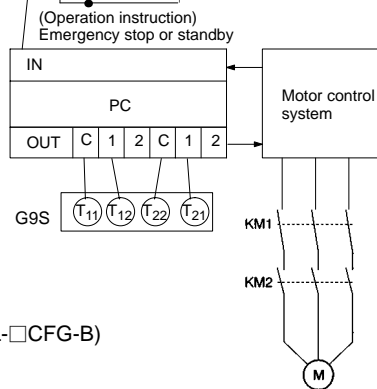 (Operation instruction)
Emergency stop or standby
IN
PC
OUT C 1 2 C 1 2
Motor control
system
G9S T11 T12 T22 T21
KM1
KM2
-□CFG-B)
M